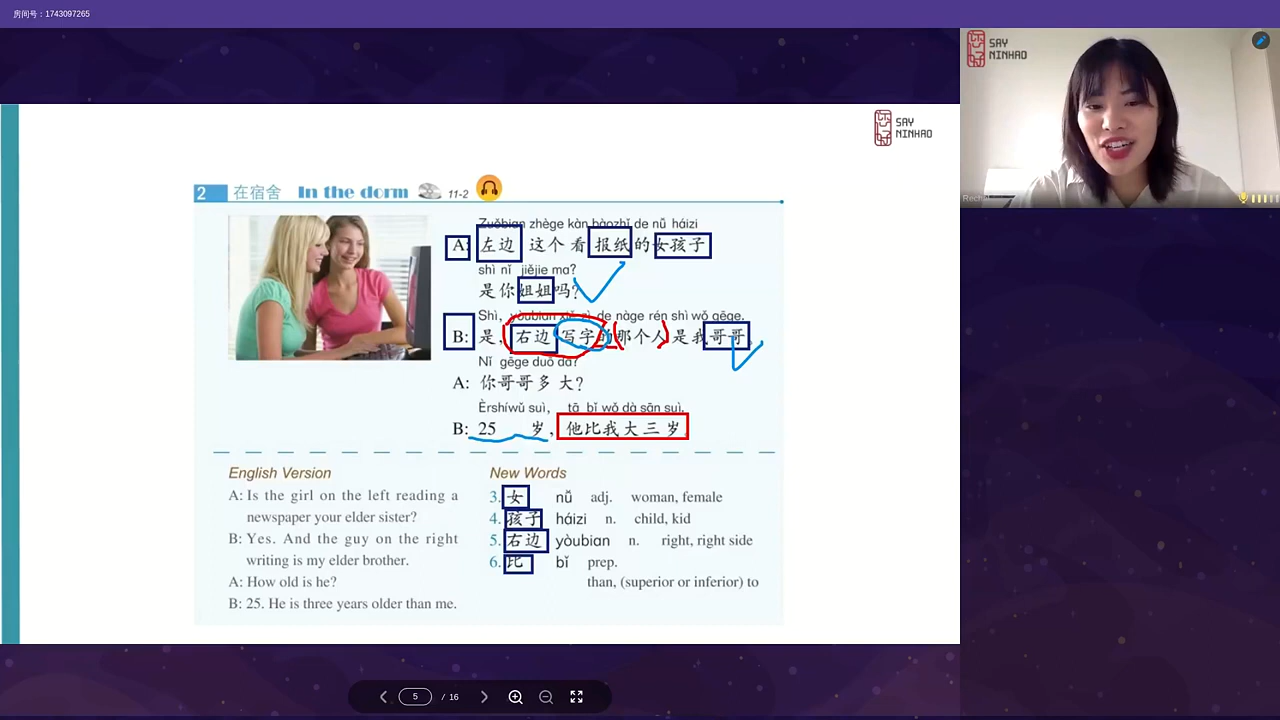 房间号：1743097265
SAY
NINHAO
SAY
NINHAO
2 在宿舍 In the dorm 11-2
Zuǒbian zhège kàn bàozhǐ de nǚ háizi
A: 左边 这个 看 报纸 的 女孩子
shì nǐ jiějie ma?
是 你 姐姐 吗?
Shì, yòubian xiě zì de nàge rén shì wǒ gēge.
B: 是, 右边 写字 的 那个 人 是 我 哥哥。
Nǐ gēge duō dà?
A: 你 哥哥 多 大?
Èrshíwǔ suì, tā bǐ wǒ dà sān suì.
B: 25 岁, 他 比 我 大 三 岁。
English Version
A: Is the girl on the left reading a
newspaper your elder sister?
B: Yes. And the guy on the right
writing is my elder brother.
A: How old is he?
B: 25. He is three years older than me.
New Words
3. 女 nǚ adj. woman, female
4. 孩子 háizi n. child, kid
5. 右边 yòubian n. right, right side
6. 比 bǐ prep.
than, (superior or inferior) to
5 / 16